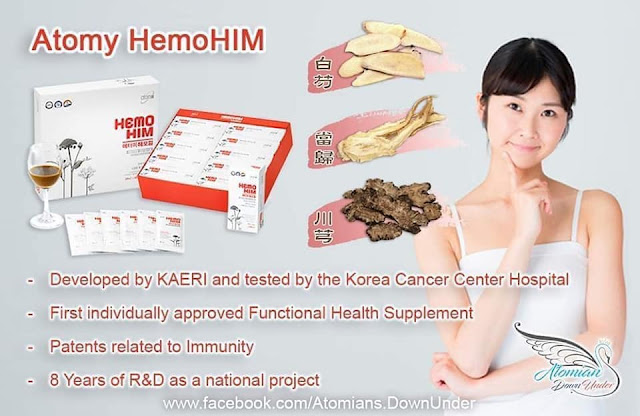 Atomy HemoHIM
白芍
當歸
川芎
HEMO
HIM
HEMO
HIM
- Developed by KAERI and tested by the Korea Cancer Center Hospital
- First individually approved Functional Health Supplement
- Patents related to Immunity
- 8 Years of R&D as a national project
Atomian
Down Under
www.facebook.com/Atomians.DownUnder